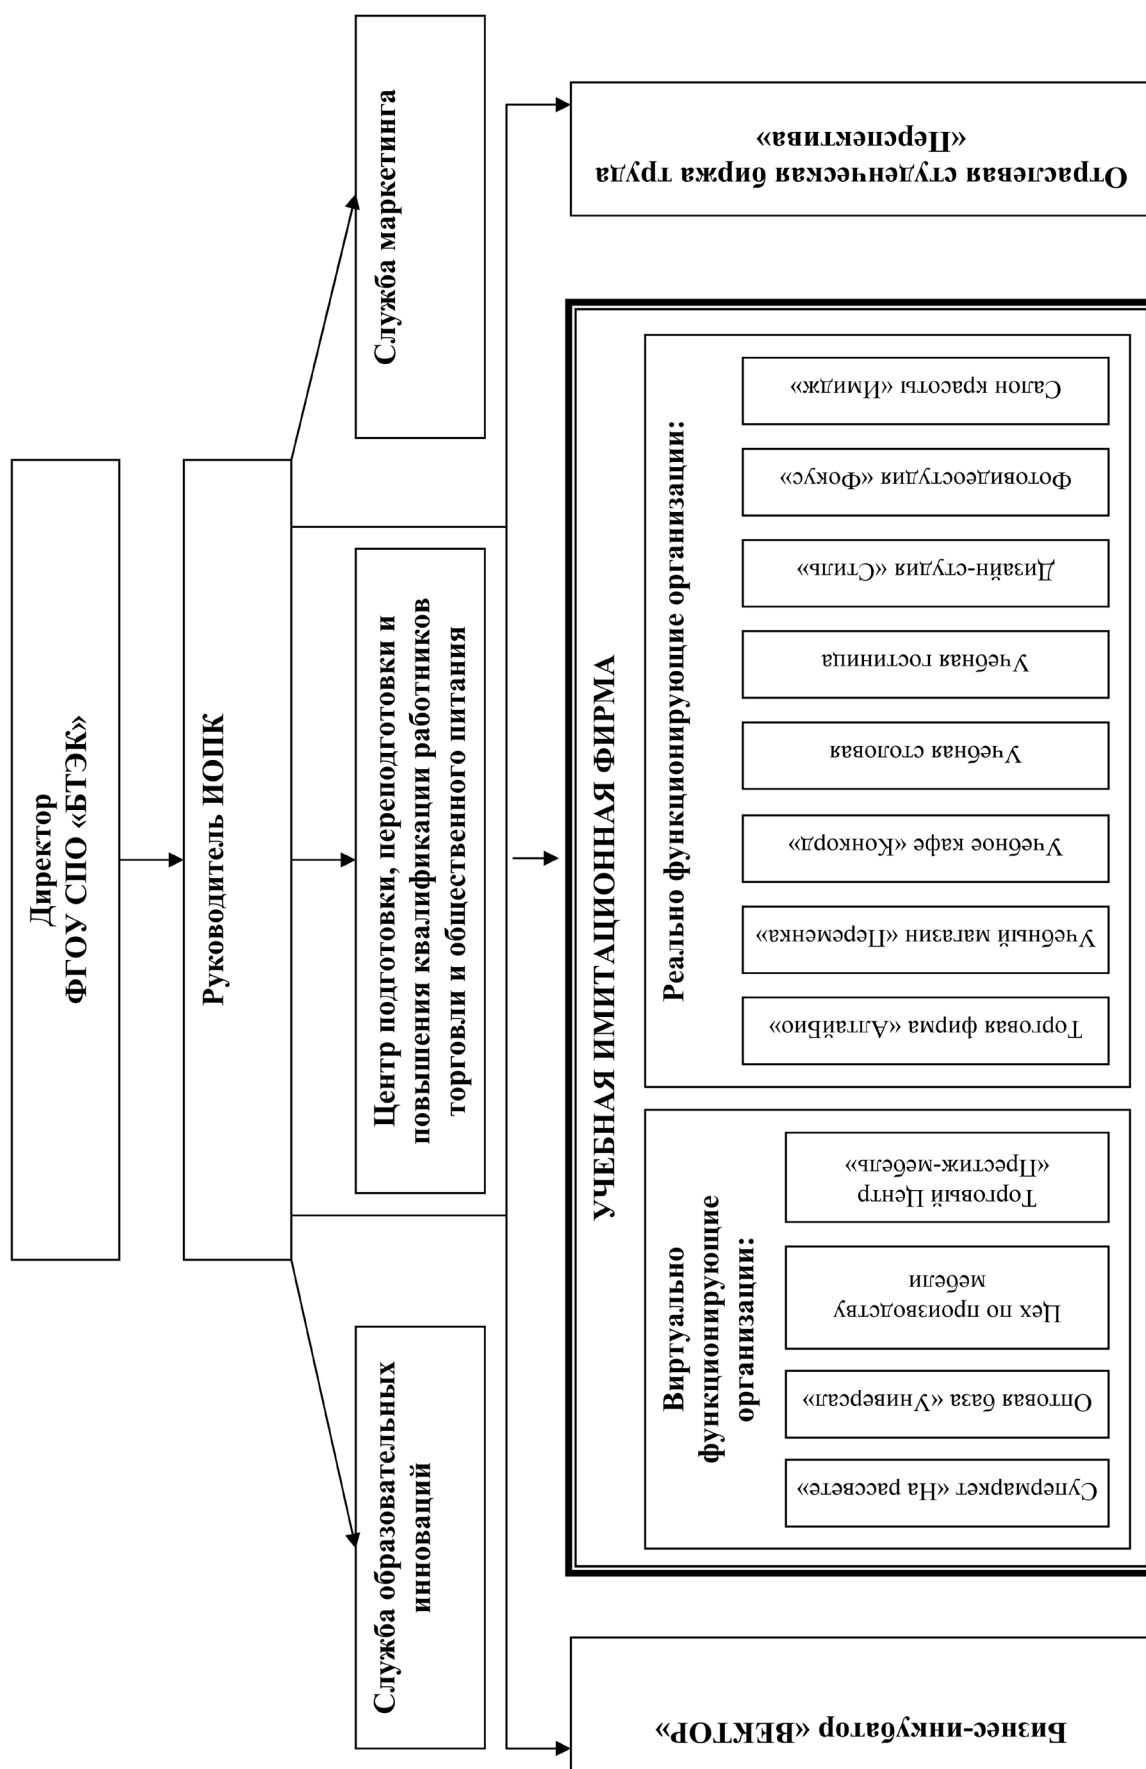 Директор
ФГОУ СПО «БТЭК»
Руководитель ИОПК
Служба образовательных
инноваций
Центр подготовки, переподготовки и
повышения квалификации работников
торговли и общественного питания
Служба маркетинга
Бизнес-инкубатор «ВЕКТОР»
УЧЕБНАЯ ИМИТАЦИОННАЯ ФИРМА
Виртуально
функционирующие
организации:
Супермаркет «На рассвете»
Оптовая база «Универсал»
Цех по производству
мебели
Торговый Центр
«Престиж-мебель»
Реально функционирующие организации:
Торговая фирма «АлтайБио»
Учебный магазин «Переменка»
Учебное кафе «Конкорд»
Учебная столовая
Учебная гостиница
Дизайн-студия «Стиль»
Фотовидеостудия «Фокус»
Салон красоты «Имидж»
Отраслевая студенческая биржа труда
«Перспектива»